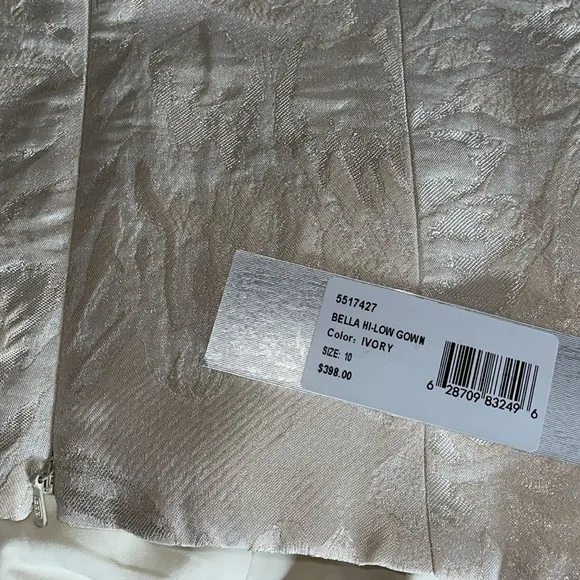 5517427
BELLA HI-LOW GOWN
Color: IVORY
SIZE: 10
$398.00
6 28709 83249 6